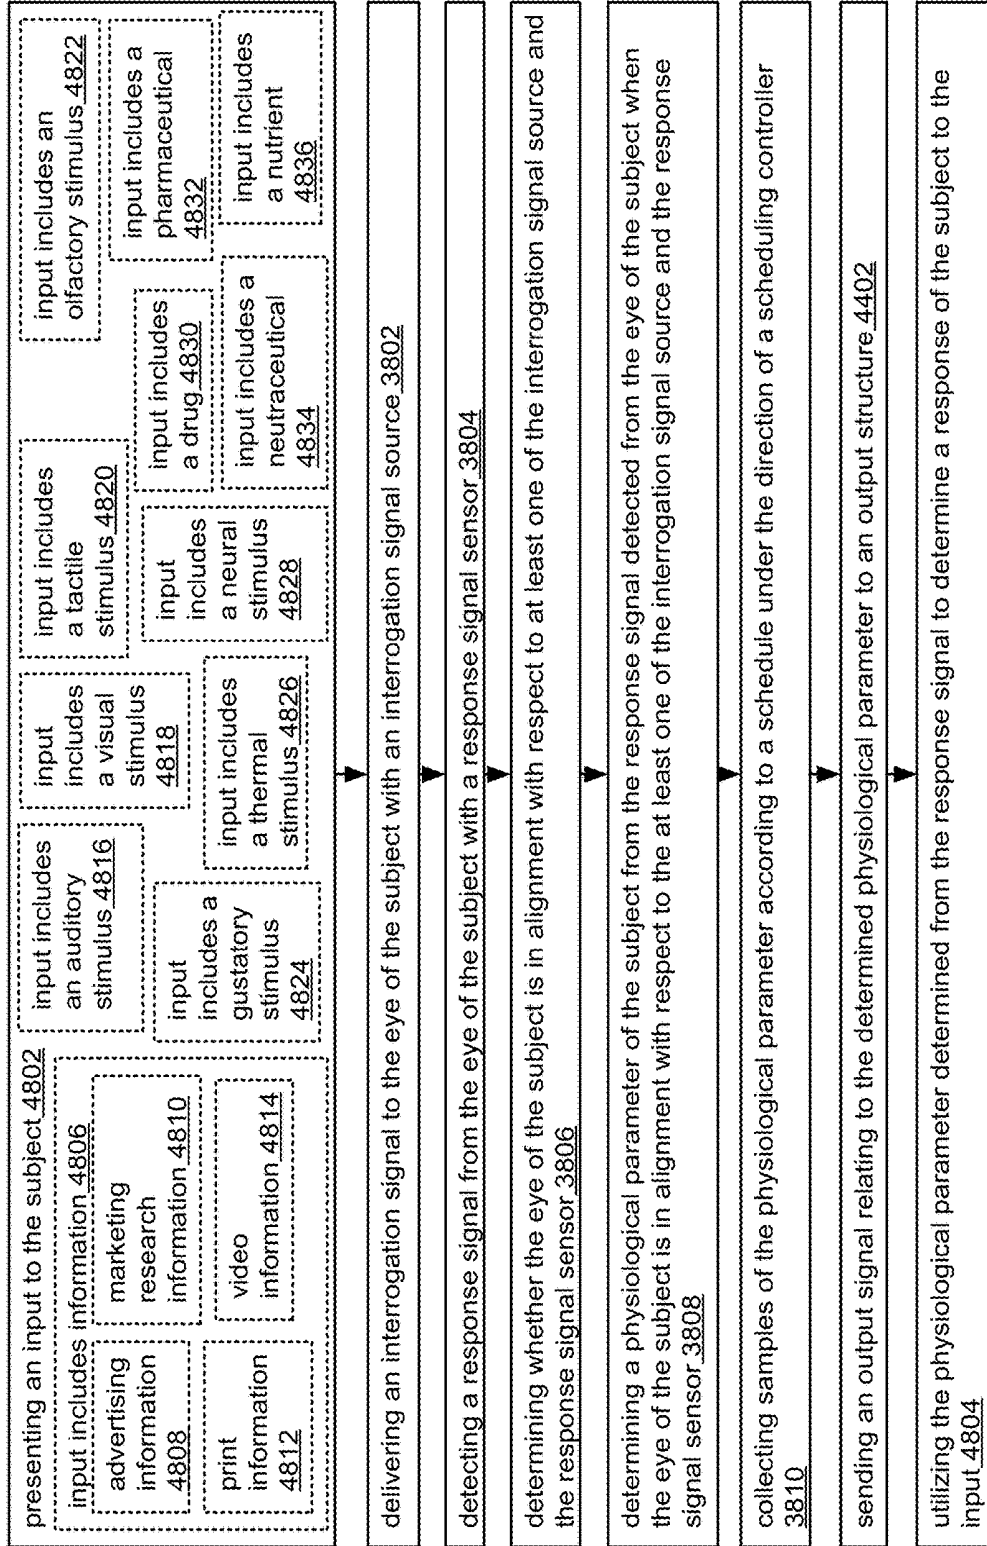 presenting an input to the subject 4802
input includes information 4806
advertising
information
4808
marketing
research
information 4810
print
information
4812
video
information 4814
input includes
an auditory
stimulus 4816
input
includes
a visual
stimulus
4818
input includes
a tactile
stimulus 4820
input includes an
olfactory stimulus 4822
input
includes a
gustatory
stimulus
4824
input includes
a thermal
stimulus 4826
input
includes
a neural
stimulus
4828
input includes
a drug 4830
input includes a
pharmaceutical
4832
input includes a
neutraceutical
4834
input includes
a nutrient
4836
delivering an interrogation signal to the eye of the subject with an interrogation signal source 3802
detecting a response signal from the eye of the subject with a response signal sensor 3804
determining whether the eye of the subject is in alignment with respect to at least one of the interrogation signal source and
the response signal sensor 3806
determining a physiological parameter of the subject from the response signal detected from the eye of the subject when
the eye of the subject is in alignment with respect to the at least one of the interrogation signal source and the response
signal sensor 3808
collecting samples of the physiological parameter according to a schedule under the direction of a scheduling controller
3810
sending an output signal relating to the determined physiological parameter to an output structure 4402
utilizing the physiological parameter determined from the response signal to determine a response of the subject to the
input 4804